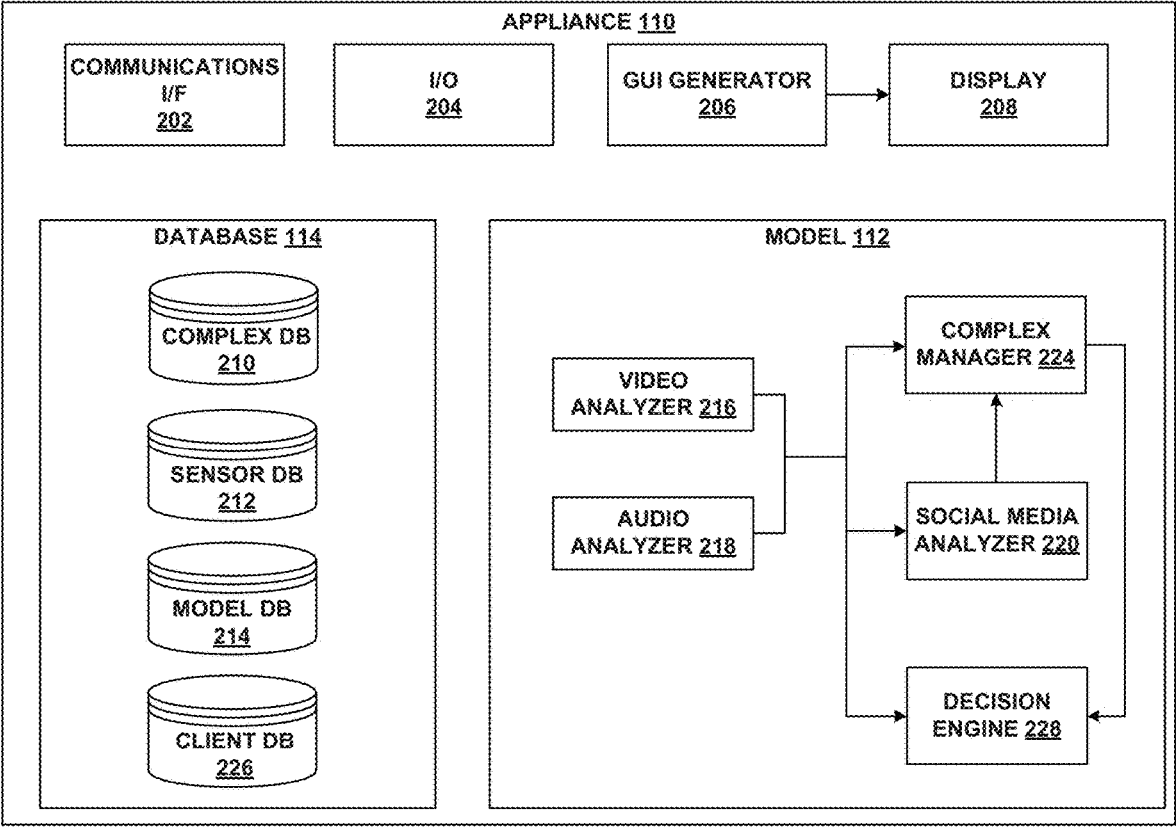 APPLIANCE 110
COMMUNICATIONS
I/F
202
I/O
204
GUI GENERATOR
206
DISPLAY
208
DATABASE 114
COMPLEX DB
210
SENSOR DB
212
MODEL DB
214
CLIENT DB
226
MODEL 112
VIDEO
ANALYZER 216
AUDIO
ANALYZER 218
COMPLEX
MANAGER 224
SOCIAL MEDIA
ANALYZER 220
DECISION
ENGINE 228